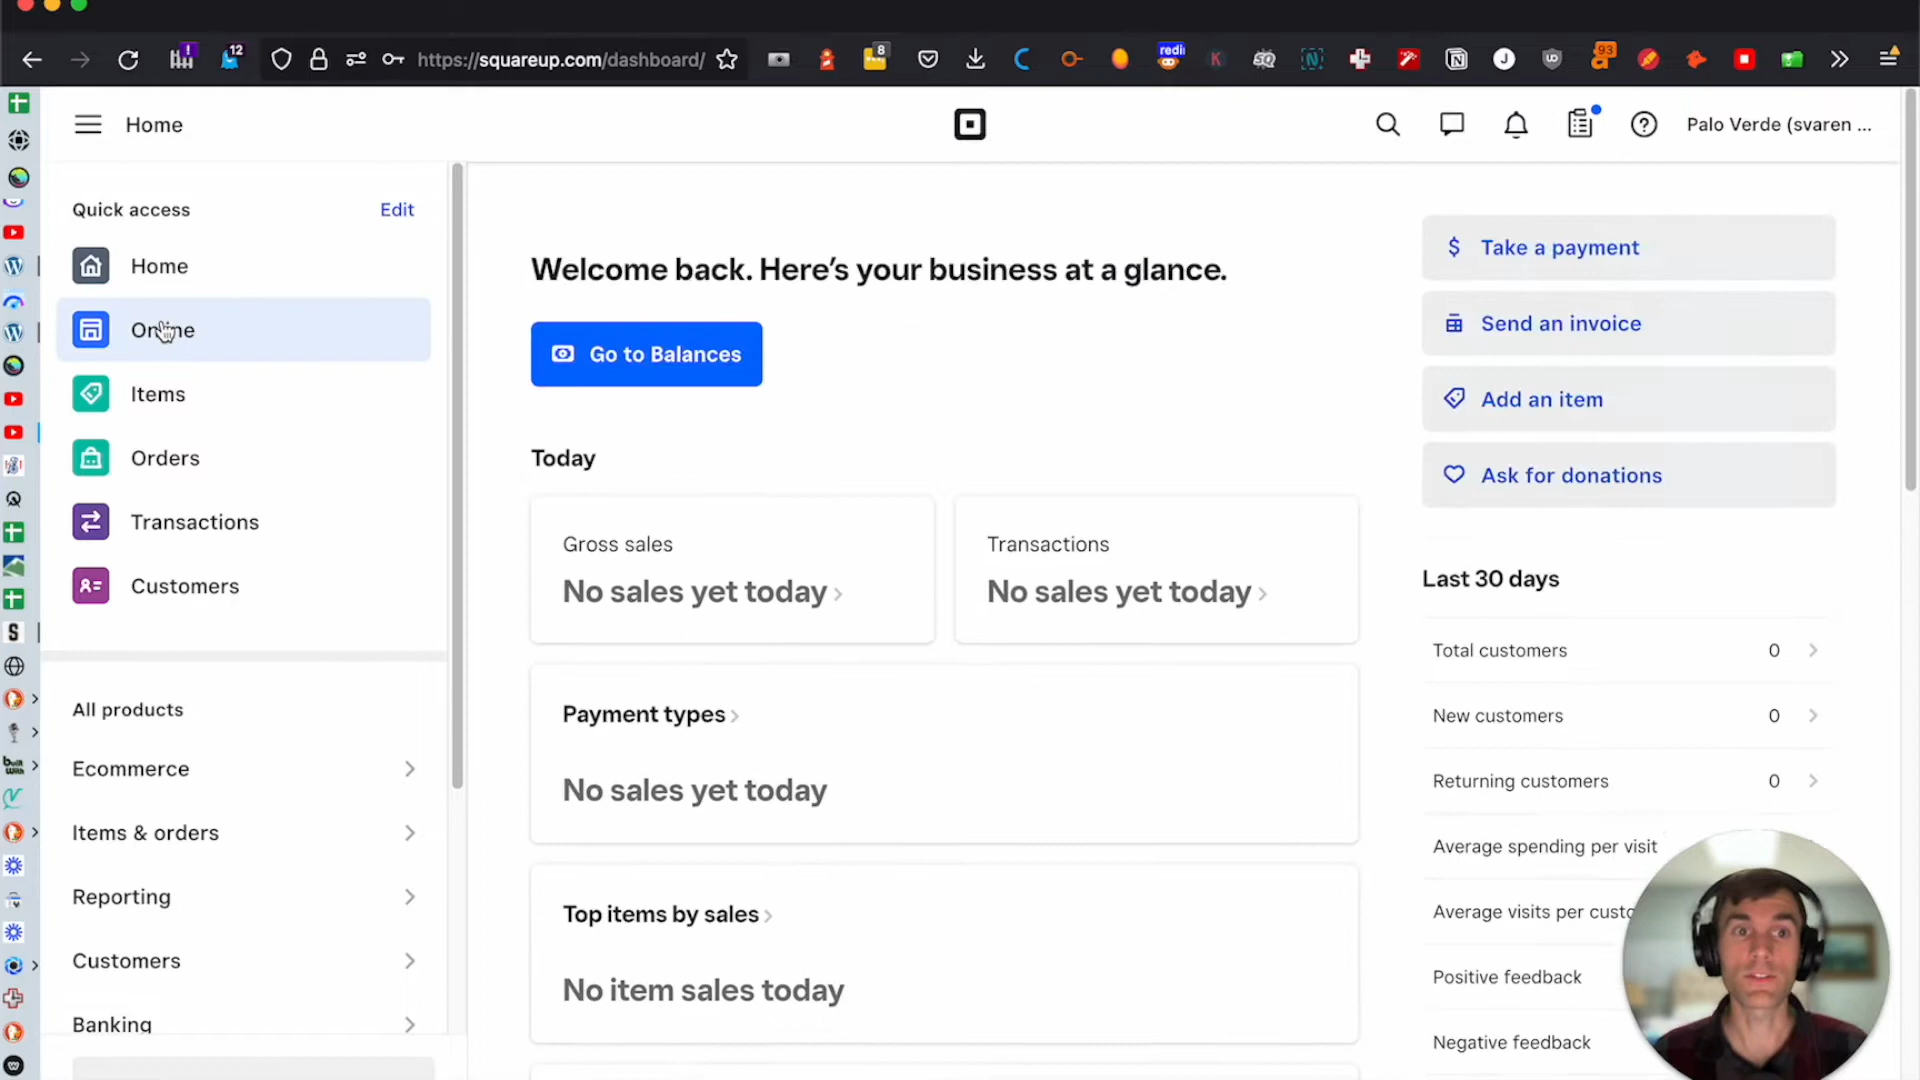 12
https://squareup.com/dashboard/
8
redi
93
Home
Palo Verde (svaren ...
Quick access
Edit
Home
Online
Items
Orders
Transactions
Customers
All products
Ecommerce
Items & orders
Reporting
Customers
Banking
Welcome back. Here’s your business at a glance.
Go to Balances
Today
Gross sales
No sales yet today
Transactions
No sales yet today
Payment types
No sales yet today
Top items by sales
No item sales today
Take a payment
Send an invoice
Add an item
Ask for donations
Last 30 days
Total customers 0
New customers 0
Returning customers 0
Average spending per visit
Average visits per custo
Positive feedback
Negative feedback